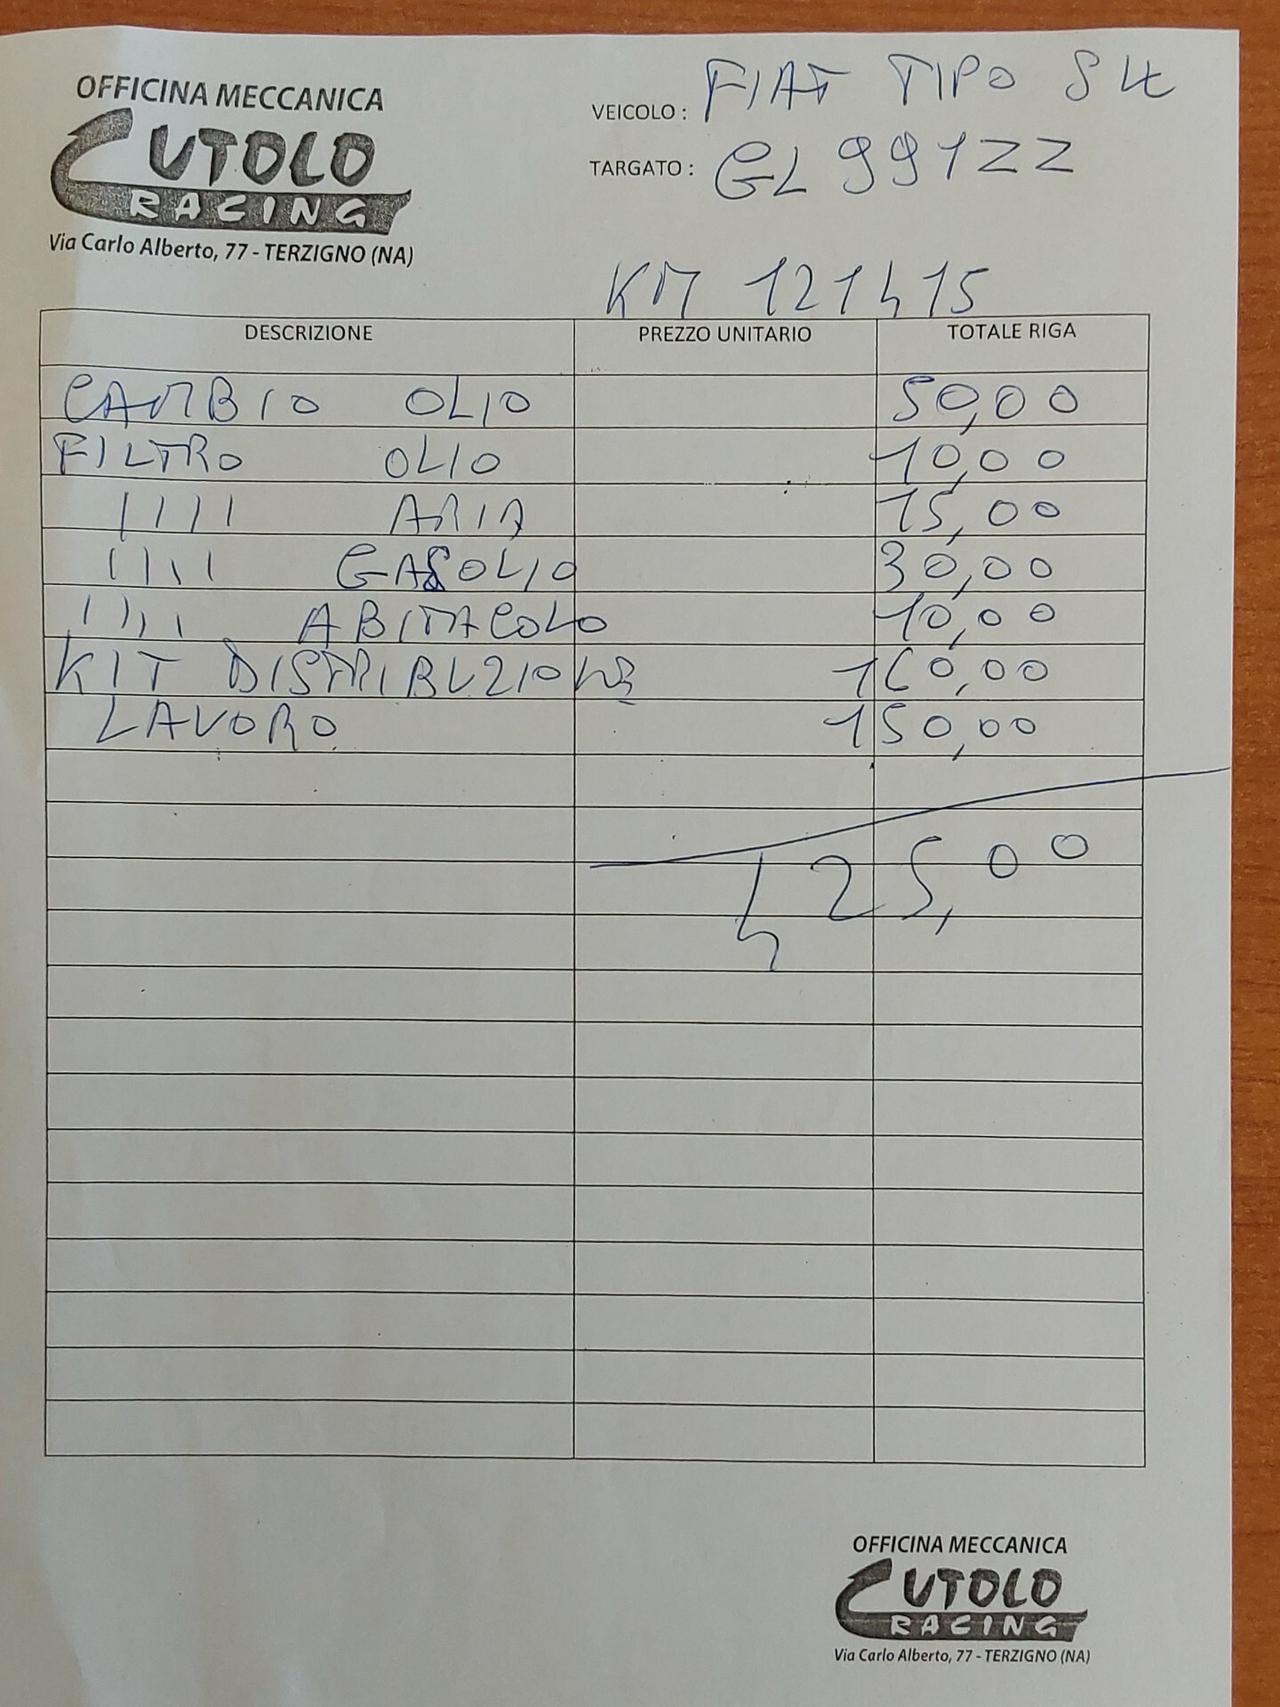 OFFICINA MECCANICA
CUTOLO
RACING
Via Carlo Alberto, 77 - TERZIGNO (NA)
VEICOLO : FIAT TIPO SW
TARGATO : GL 991ZZ
KM 121415
DESCRIZIONE PREZZO UNITARIO TOTALE RIGA
CAMBIO OLIO 50,00
FILTRO OLIO 10,00
//// ARIA 15,00
//// GASOLIO 30,00
//// ABITACOLO 10,00
KIT DISTRIBUZIONE 160,00
LAVORO 150,00
425,00
OFFICINA MECCANICA
CUTOLO
RACING
Via Carlo Alberto, 77 - TERZIGNO (NA)